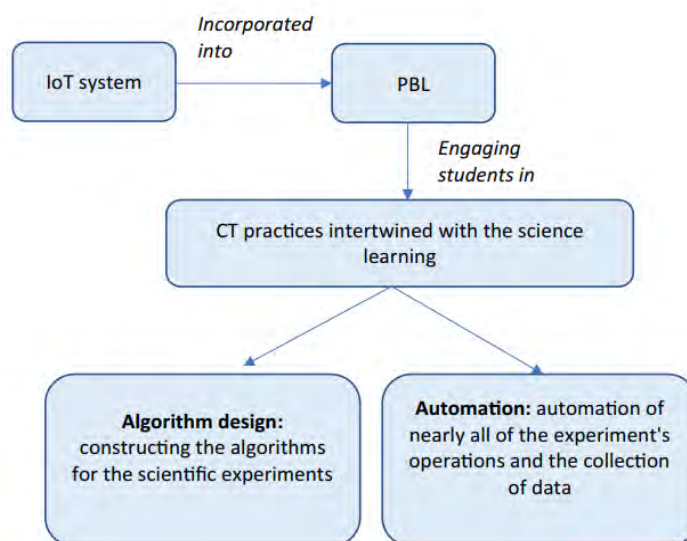 Incorporated
into
IoT system
PBL
Engaging
students in
CT practices intertwined with the science
learning
Algorithm design:
constructing the algorithms
for the scientific experiments
Automation: automation of
nearly all of the experiment's
operations and the collection
of data